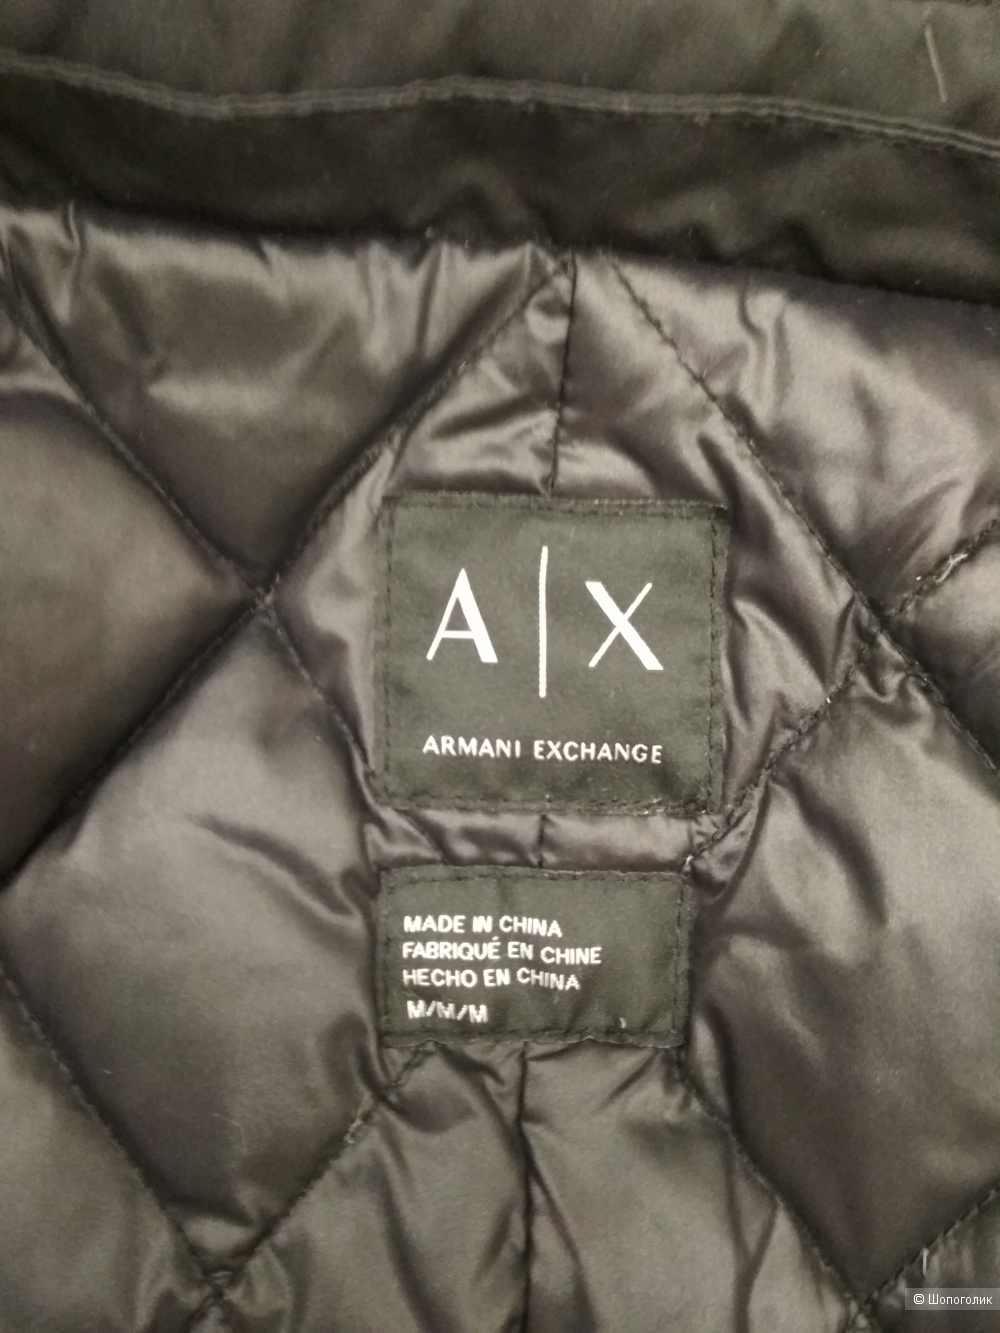 A|X
ARMANI EXCHANGE
MADE IN CHINA
FABRIQUÉ EN CHINE
HECHO EN CHINA
M/M/M
© Шопоголик